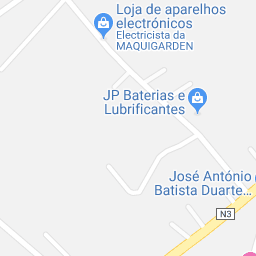 Loja de aparelhos
electrónicos
Electricista da
MAQUIGARDEN
JP Baterias e
Lubrificantes
José António
Batista Duarte...
N3